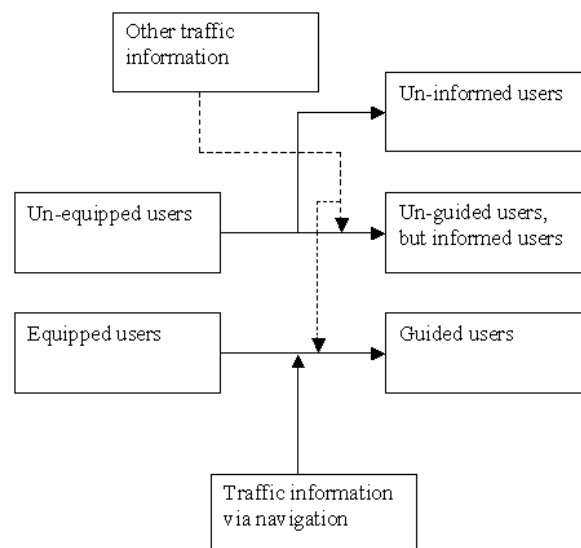 Other traffic
information
Un-informed users
Un-equipped users
Un-guided users,
but informed users
Equipped users
Guided users
Traffic information
via navigation